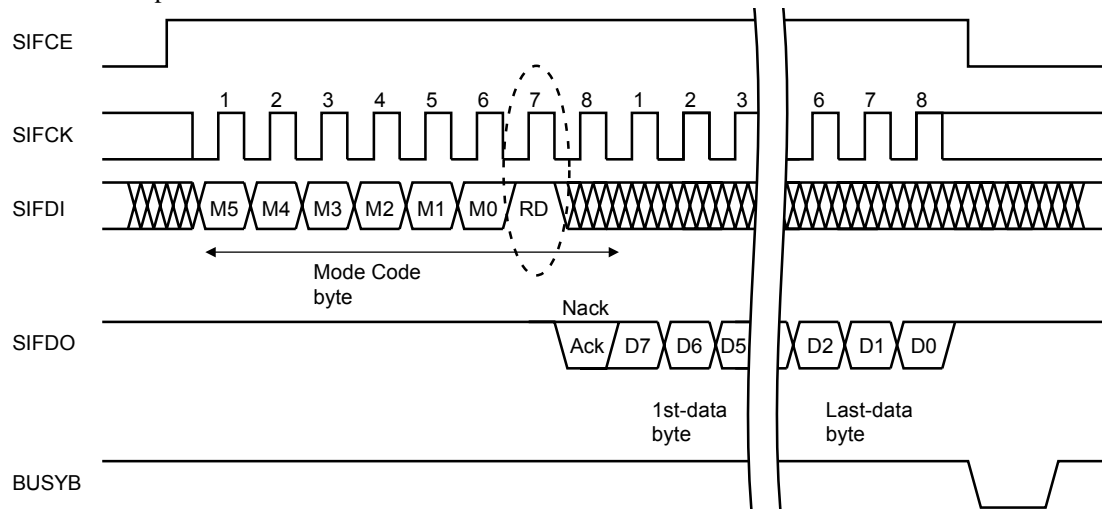 SIFCE
1 2 3 4 5 6 7 8 1 2 3 6 7 8
SIFCK
SIFDI M5 M4 M3 M2 M1 M0 RD
Mode Code
byte
Nack
SIFDO Ack D7 D6 D5 D2 D1 D0
1st-data Last-data
byte byte
BUSYB